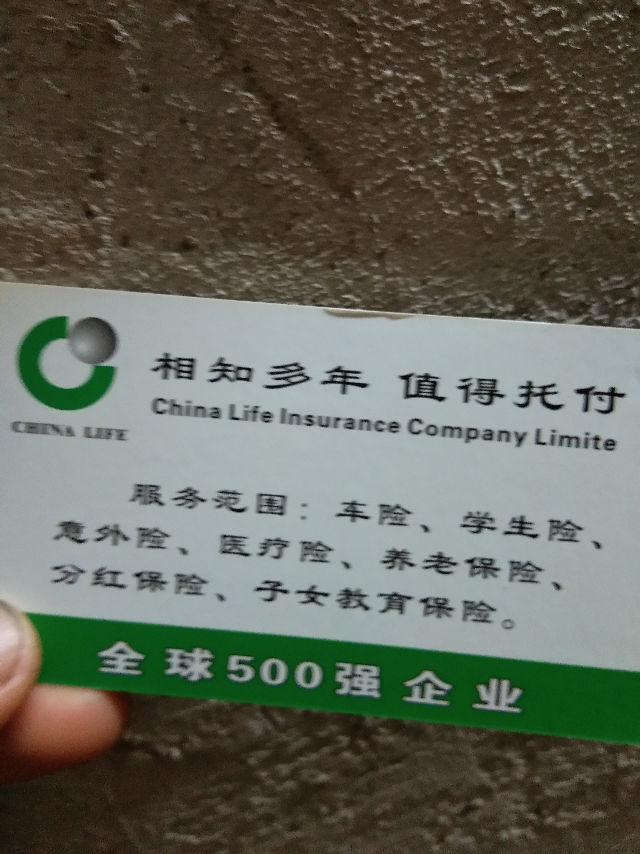 相知多年 值得托付
China Life Insurance Company Limite
CHINA LIFE
服务范围：车险、学生险、
意外险、医疗险、养老保险、
分红保险、子女教育保险。
全球500强企业